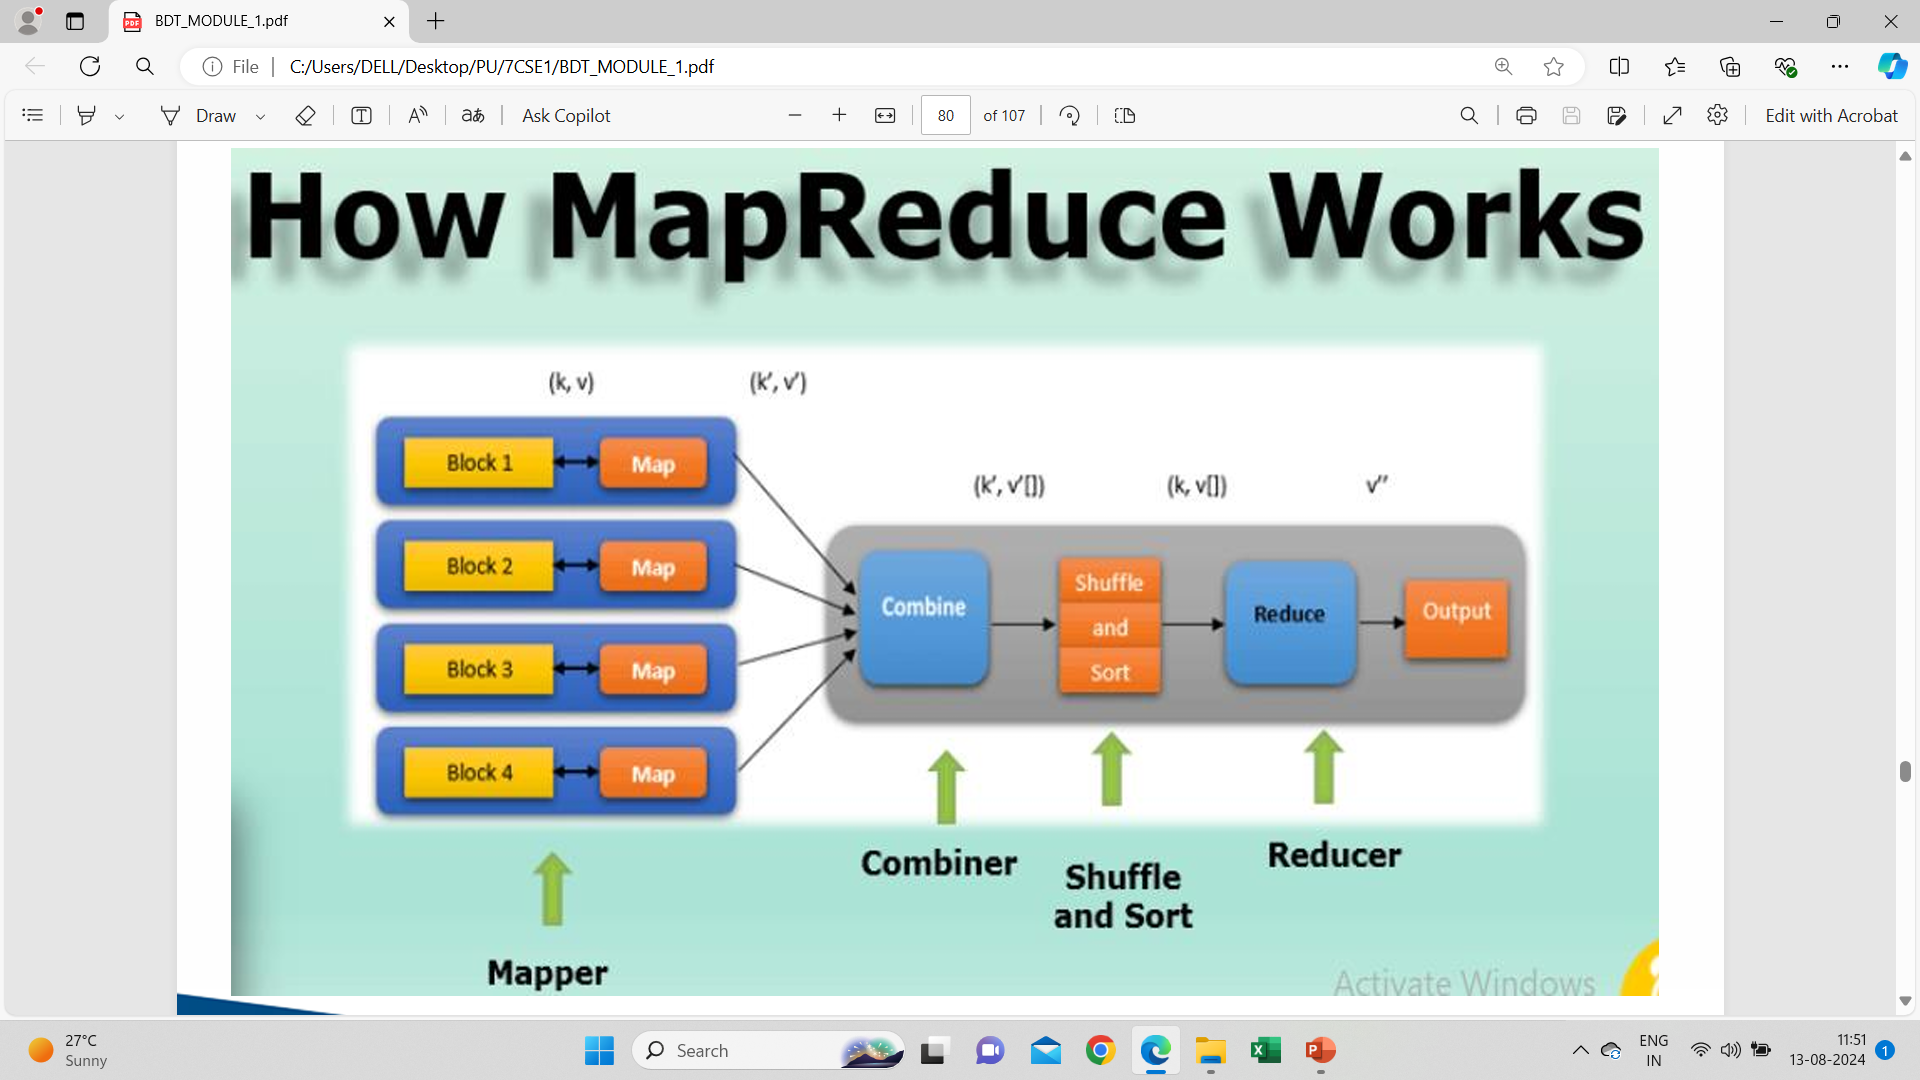 BDT_MODULE_1.pdf
File
C:/Users/DELL/Desktop/PU/7CSE1/BDT_MODULE_1.pdf
Draw
Ask Copilot
80 of 107
Edit with Acrobat
How MapReduce Works
(k, v)
(k’, v’)
Block 1
Map
Block 2
Map
Block 3
Map
Block 4
Map
(k’, v’[])
(k, v[])
v’’
Combine
Shuffle
and
Sort
Reduce
Output
Mapper
Combiner
Shuffle
and Sort
Reducer
Activate Windows
27°C
Sunny
Search
ENG
IN
11:51
13-08-2024
1